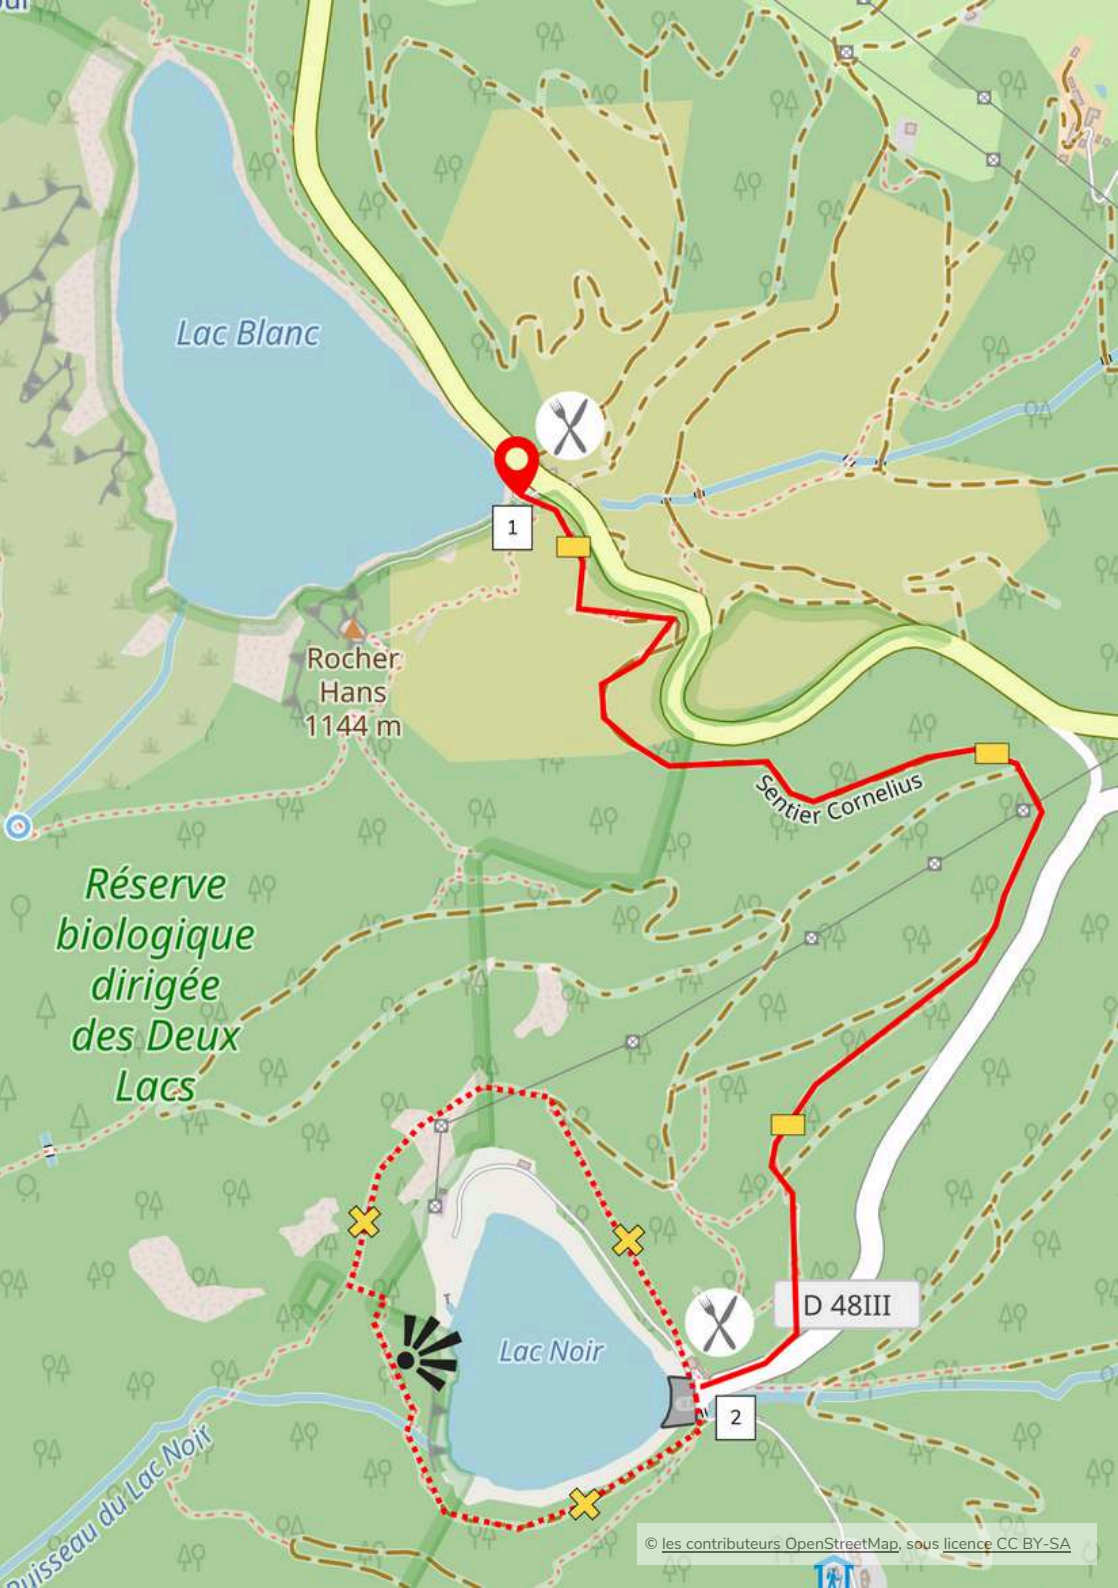 Lac Blanc
1
Rocher
Hans
1144 m
Sentier Cornelius
Réserve
biologique
dirigée
des Deux
Lacs
D 48III
Lac Noir
2
Ruisseau du Lac Noir
© les contributeurs OpenStreetMap, sous licence CC BY-SA